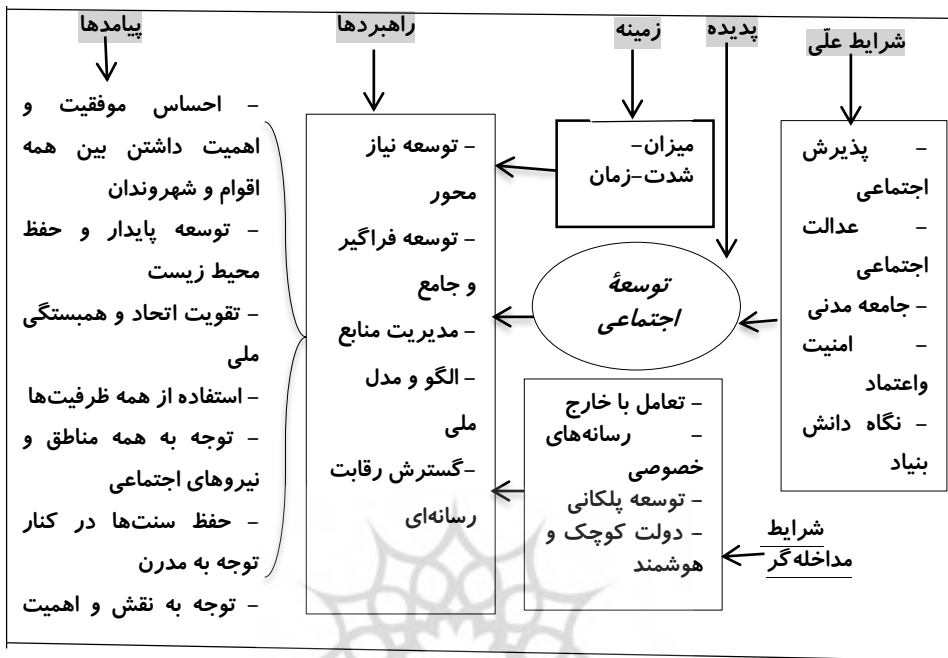 شرایط علّی
پدیده
زمینه
راهبردها
پیامدها
- پذیرش
اجتماعی
- عدالت
اجتماعی
- جامعه مدنی
- امنیت
واعتماد
- نگاه دانش
بنیاد
میزان-
شدت-زمان
توسعۀ
اجتماعی
- تعامل با خارج
- رسانه‌های
خصوصی
- توسعه پلکانی
- دولت کوچک و
هوشمند
شرایط
مداخله‌گر
- توسعه نیاز
محور
- توسعه فراگیر
و جامع
- مدیریت منابع
- الگو و مدل
ملی
-گسترش رقابت
رسانه‌ای
- احساس موفقیت و
اهمیت داشتن بین همه
اقوام و شهروندان
- توسعه پایدار و حفظ
محیط زیست
- تقویت اتحاد و همبستگی
ملی
- استفاده از همه ظرفیت‌ها
- توجه به همه مناطق و
نیروهای اجتماعی
- حفظ سنت‌ها در کنار
توجه به مدرن
- توجه به نقش و اهمیت